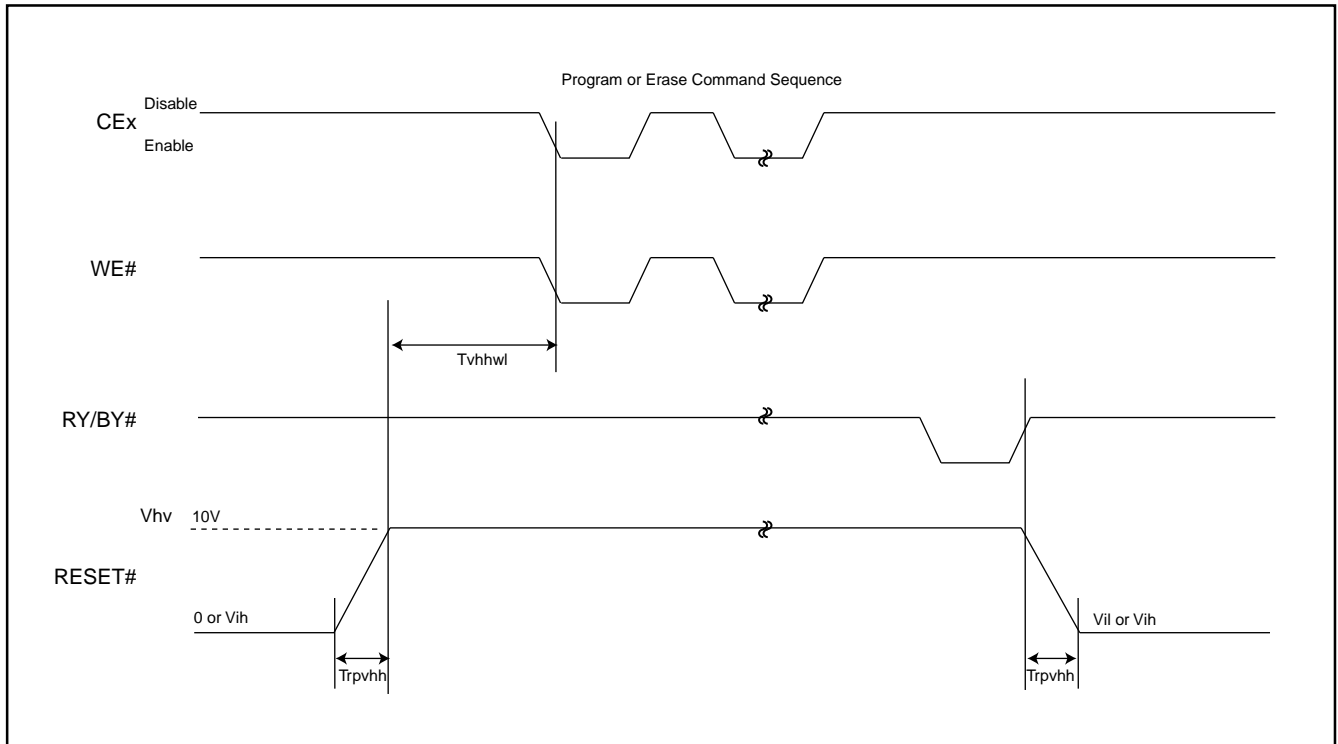 Program or Erase Command Sequence
Disable
CEx
Enable
WE#
Tvhhwl
RY/BY#
Vhv 10V
RESET#
0 or Vih
Vil or Vih
Trpvhh
Trpvhh